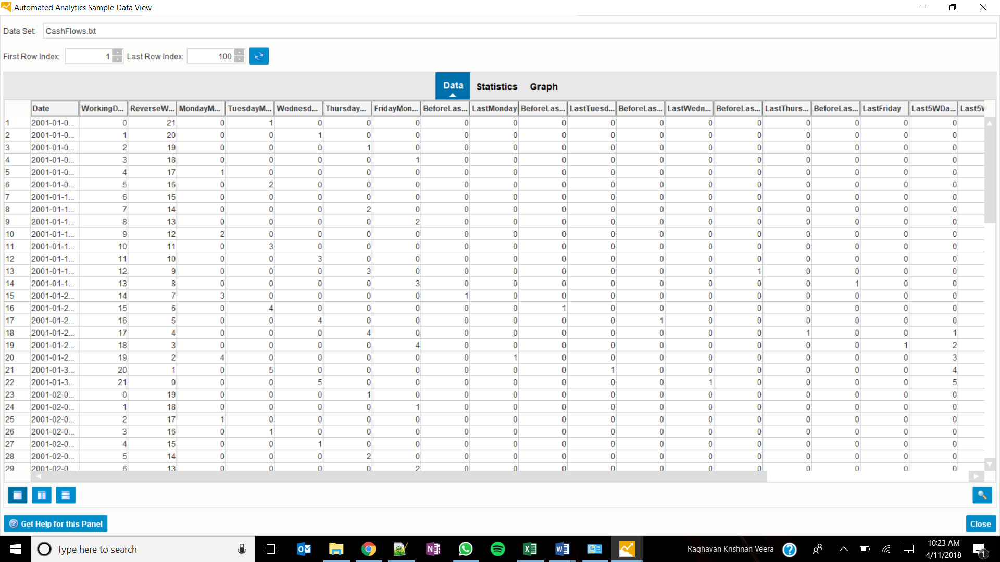 Automated Analytics Sample Data View
Data Set: CashFlows.txt
First Row Index: 1 Last Row Index: 100
Data Statistics Graph
Date WorkingD... ReverseW... MondayM... TuesdayM... Wednesd... Thursday... FridayMon... BeforeLas... LastMonday BeforeLas... LastTuesd... BeforeLas... LastWedn... BeforeLas... LastThurs... BeforeLas... LastFriday Last5WDa... Last5W
1 2001-01-0... 0 21 0 1 0 0 0 0 0 0 0 0 0 0 0 0 0 0
2 2001-01-0... 1 20 0 0 1 0 0 0 0 0 0 0 0 0 0 0 0 0
3 2001-01-0... 2 19 0 0 0 1 0 0 0 0 0 0 0 0 0 0 0 0
4 2001-01-0... 3 18 0 0 0 0 1 0 0 0 0 0 0 0 0 0 0 0
5 2001-01-0... 4 17 1 0 0 0 0 0 0 0 0 0 0 0 0 0 0 0
6 2001-01-0... 5 16 0 2 0 0 0 0 0 0 0 0 0 0 0 0 0 0
7 2001-01-1... 6 15 0 0 0 0 0 0 0 0 0 0 0 0 0 0 0 0
8 2001-01-1... 7 14 0 0 0 2 0 0 0 0 0 0 0 0 0 0 0 0
9 2001-01-1... 8 13 0 0 0 0 2 0 0 0 0 0 0 0 0 0 0 0
10 2001-01-1... 9 12 2 0 0 0 0 0 0 0 0 0 0 0 0 0 0 0
11 2001-01-1... 10 11 0 3 0 0 0 0 0 0 0 0 0 0 0 0 0 0
12 2001-01-1... 11 10 0 0 3 0 0 0 0 0 0 0 0 0 0 0 0 0
13 2001-01-1... 12 9 0 0 0 3 0 0 0 0 0 0 0 1 0 0 0 0
14 2001-01-1... 13 8 0 0 0 0 3 0 0 0 0 0 0 0 0 1 0 0
15 2001-01-2... 14 7 3 0 0 0 0 1 0 0 0 0 0 0 0 0 0 0
16 2001-01-2... 15 6 0 4 0 0 0 0 0 1 0 0 0 0 0 0 0 0
17 2001-01-2... 16 5 0 0 4 0 0 0 0 0 0 1 0 0 0 0 0 0
18 2001-01-2... 17 4 0 0 0 4 0 0 0 0 0 0 0 0 1 0 0 1
19 2001-01-2... 18 3 0 0 0 0 4 0 0 0 0 0 0 0 0 0 1 2
20 2001-01-2... 19 2 4 0 0 0 0 0 1 0 0 0 0 0 0 0 0 3
21 2001-01-3... 20 1 0 5 0 0 0 0 0 0 1 0 0 0 0 0 0 4
22 2001-01-3... 21 0 0 0 5 0 0 0 0 0 0 0 1 0 0 0 0 5
23 2001-02-0... 0 19 0 0 0 1 0 0 0 0 0 0 0 0 0 0 0 0
24 2001-02-0... 1 18 0 0 0 0 1 0 0 0 0 0 0 0 0 0 0 0
25 2001-02-0... 2 17 1 0 0 0 0 0 0 0 0 0 0 0 0 0 0 0
26 2001-02-0... 3 16 0 1 0 0 0 0 0 0 0 0 0 0 0 0 0 0
27 2001-02-0... 4 15 0 0 1 0 0 0 0 0 0 0 0 0 0 0 0 0
28 2001-02-0... 5 14 0 0 0 2 0 0 0 0 0 0 0 0 0 0 0 0
29 2001-02-0 6 13 0 0 0 0 2 0 0 0 0 0 0 0 0 0 0 0
Get Help for this Panel Close
Type here to search Raghavan Krishnan Veera 10:23 AM
4/11/2018 1